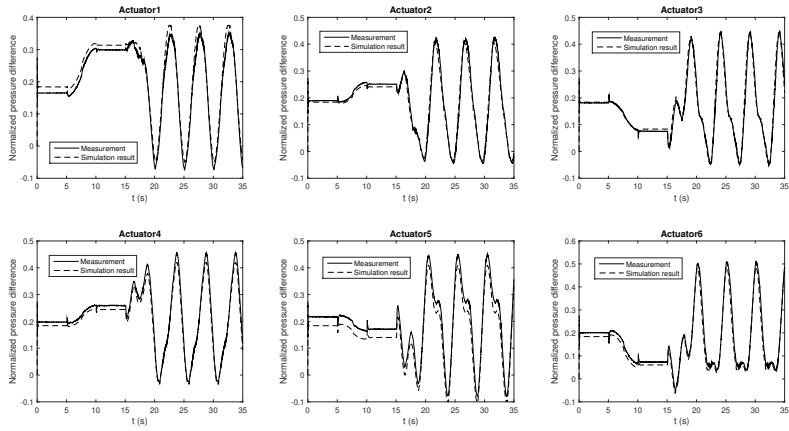 Actuator1
Normalized pressure difference
0.4
0.3
0.2
0.1
0
-0.1
Measurement
Simulation result
0 5 10 15 20 25 30 35
t (s)
Actuator2
Normalized pressure difference
0.5
0.4
0.3
0.2
0.1
0
-0.1
Measurement
Simulation result
0 5 10 15 20 25 30 35
t (s)
Actuator3
Normalized pressure difference
0.5
0.4
0.3
0.2
0.1
0
-0.1
Measurement
Simulation result
0 5 10 15 20 25 30 35
t (s)
Actuator4
Normalized pressure difference
0.5
0.4
0.3
0.2
0.1
0
-0.1
Measurement
Simulation result
0 5 10 15 20 25 30 35
t (s)
Actuator5
Normalized pressure difference
0.5
0.4
0.3
0.2
0.1
0
-0.1
Measurement
Simulation result
0 5 10 15 20 25 30 35
t (s)
Actuator6
Normalized pressure difference
0.6
0.5
0.4
0.3
0.2
0.1
0
-0.1
Measurement
Simulation result
0 5 10 15 20 25 30 35
t (s)